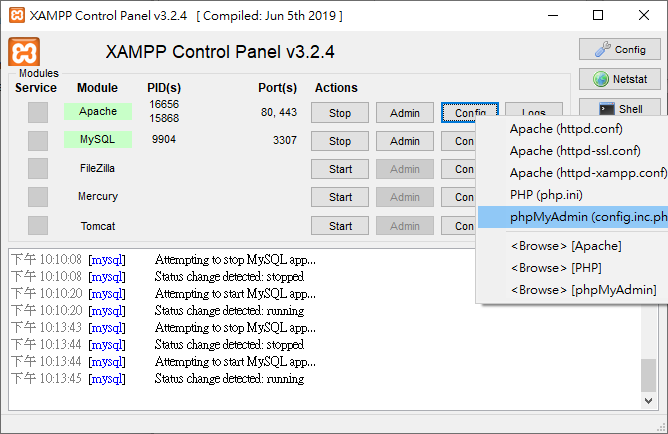 XAMPP Control Panel v3.2.4 [ Compiled: Jun 5th 2019 ]
XAMPP Control Panel v3.2.4
Config
Netstat
Shell
Modules
Service Module PID(s) Port(s) Actions
Apache 16656 15868 80, 443 Stop Admin Config Logs
MySQL 9904 3307 Stop Admin Con
FileZilla Start Admin Con
Mercury Start Admin Con
Tomcat Start Admin Con
Apache (httpd.conf)
Apache (httpd-ssl.conf)
Apache (httpd-xampp.conf)
PHP (php.ini)
phpMyAdmin (config.inc.ph
<Browse> [Apache]
<Browse> [PHP]
<Browse> [phpMyAdmin]
下午 10:10:08 [mysql] Attempting to stop MySQL app...
下午 10:10:08 [mysql] Status change detected: stopped
下午 10:10:20 [mysql] Attempting to start MySQL app...
下午 10:10:20 [mysql] Status change detected: running
下午 10:13:43 [mysql] Attempting to stop MySQL app...
下午 10:13:44 [mysql] Status change detected: stopped
下午 10:13:44 [mysql] Attempting to start MySQL app...
下午 10:13:45 [mysql] Status change detected: running